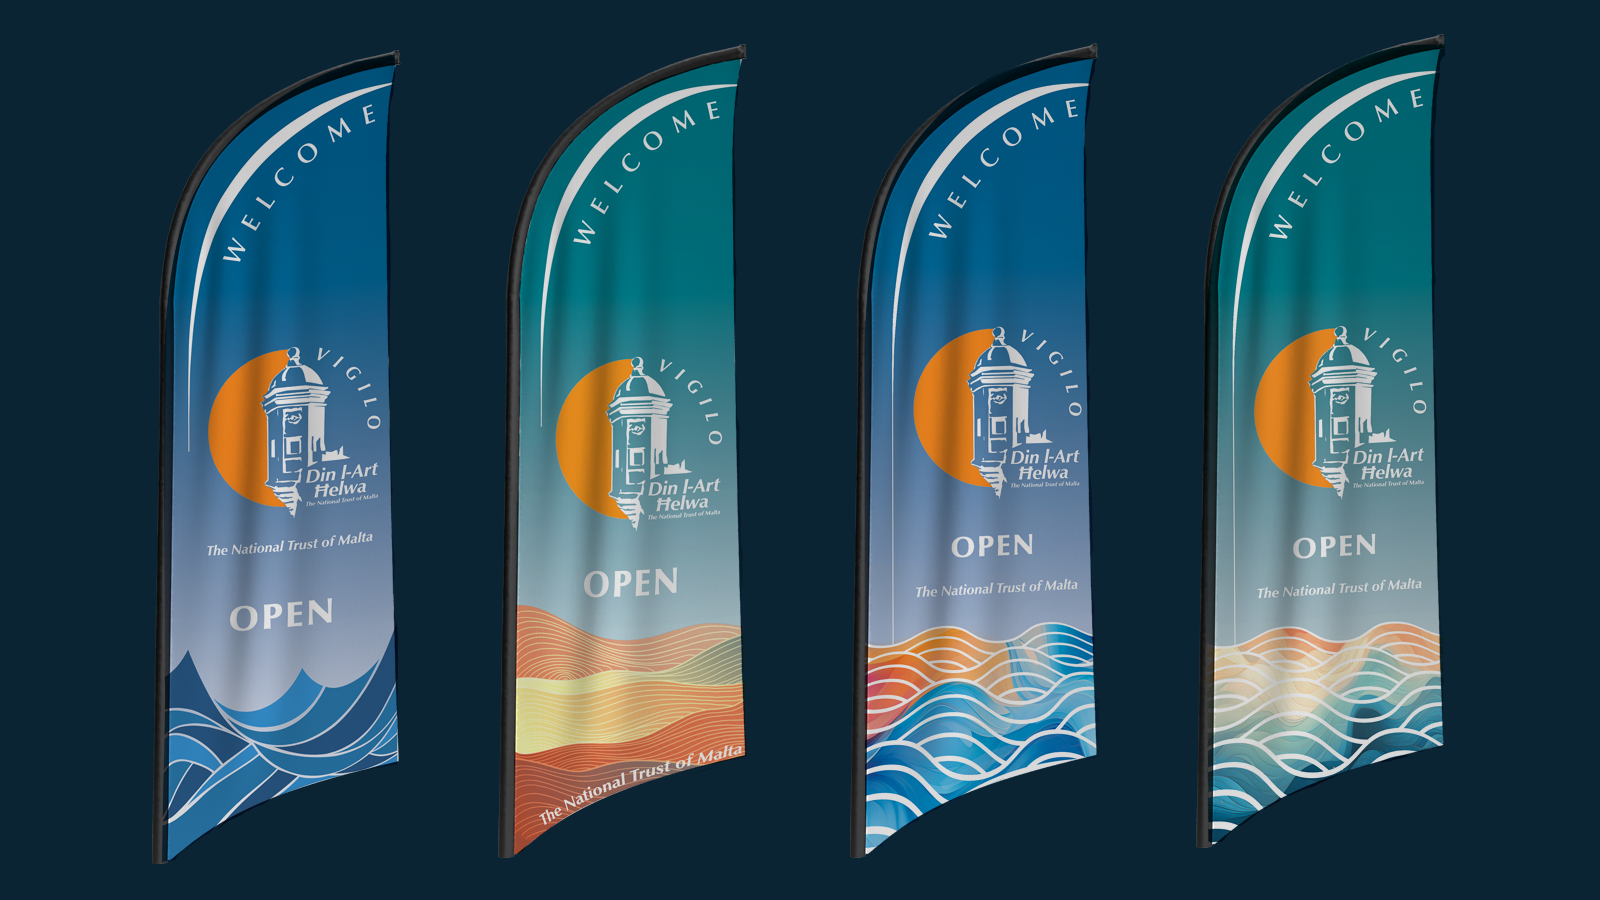 WELCOME
VIGILO
Din l-Art
Ħelwa
The National Trust of Malta
The National Trust of Malta
OPEN
WELCOME
VIGILO
Din l-Art
Ħelwa
The National Trust of Malta
OPEN
The National Trust of Malta
WELCOME
VIGILO
Din l-Art
Ħelwa
The National Trust of Malta
OPEN
The National Trust of Malta
WELCOME
VIGILO
Din l-Art
Ħelwa
The National Trust of Malta
OPEN
The National Trust of Malta